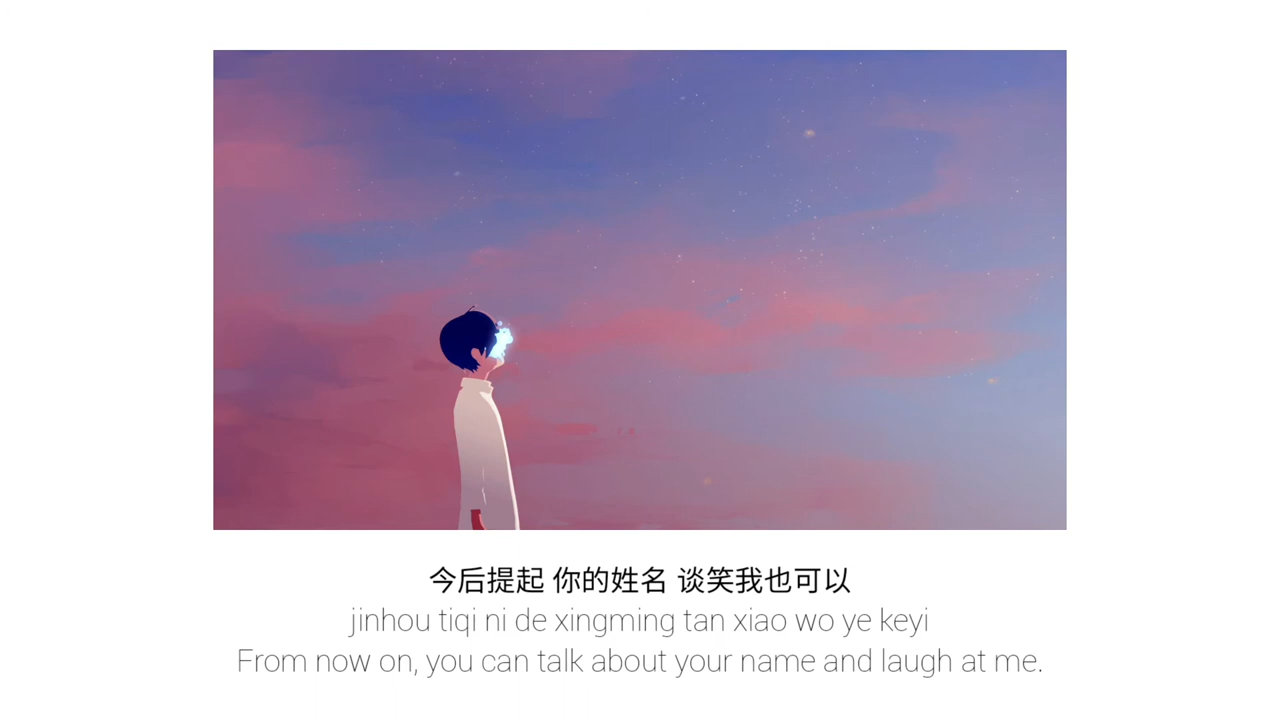 今后提起 你的姓名 谈笑我也可以
jinhou tiqi ni de xingming tan xiao wo ye keyi
From now on, you can talk about your name and laugh at me.